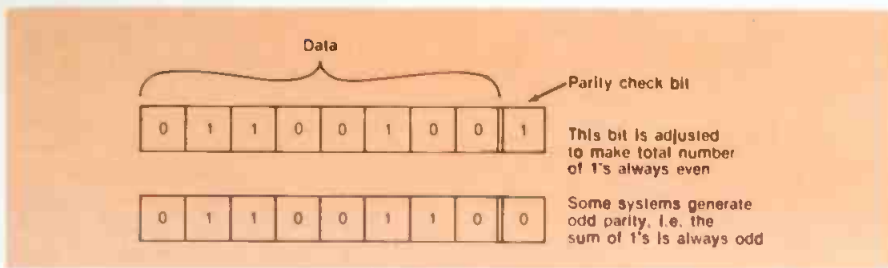 Data
Parity check bit
0 1 1 0 0 1 0 0 1
This bit is adjusted
to make total number
of 1's always even
0 1 1 0 0 1 1 0 0
Some systems generate
odd parity, i.e. the
sum of 1's is always odd